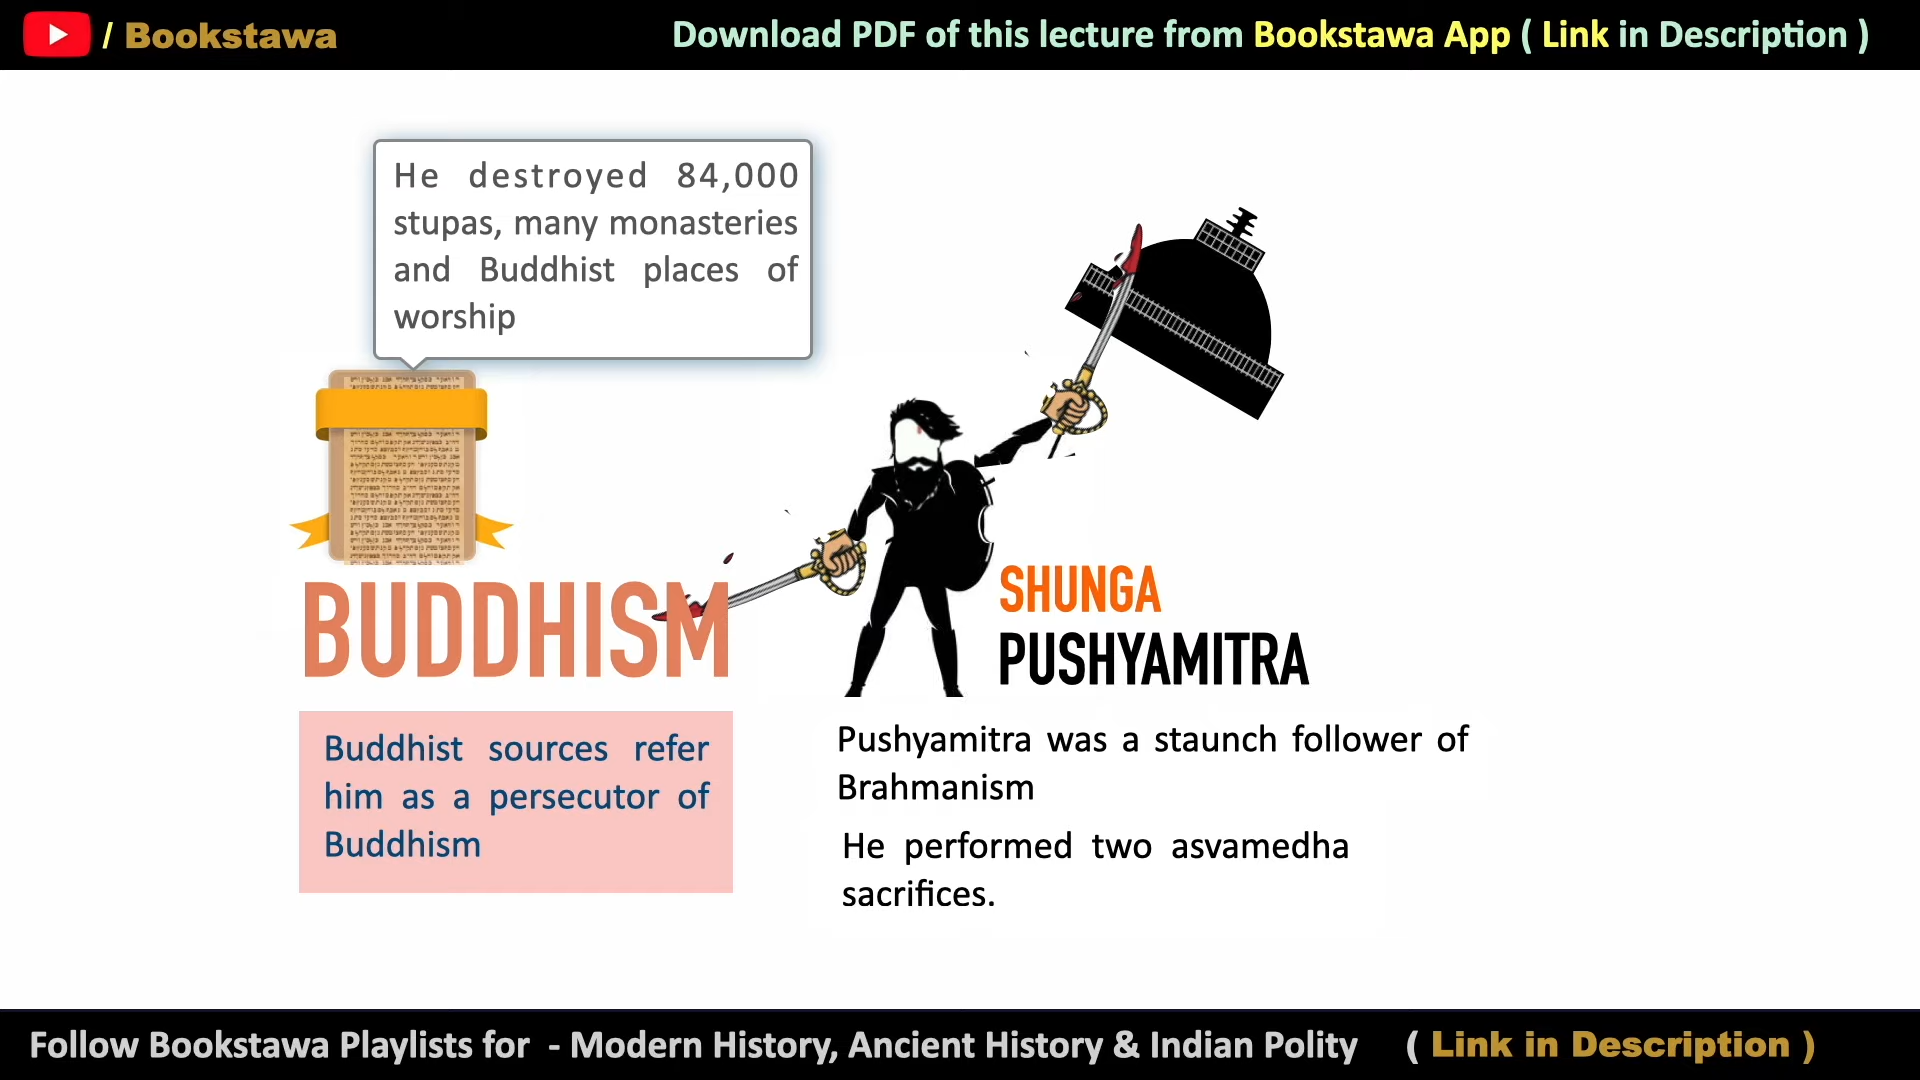 / Bookstawa
Download PDF of this lecture from Bookstawa App ( Link in Description )
He destroyed 84,000
stupas, many monasteries
and Buddhist places of
worship
BUDDHISM
SHUNGA
PUSHYAMITRA
Buddhist sources refer
him as a persecutor of
Buddhism
Pushyamitra was a staunch follower of
Brahmanism
He performed two asvamedha
sacrifices.
Follow Bookstawa Playlists for - Modern History, Ancient History & Indian Polity ( Link in Description )